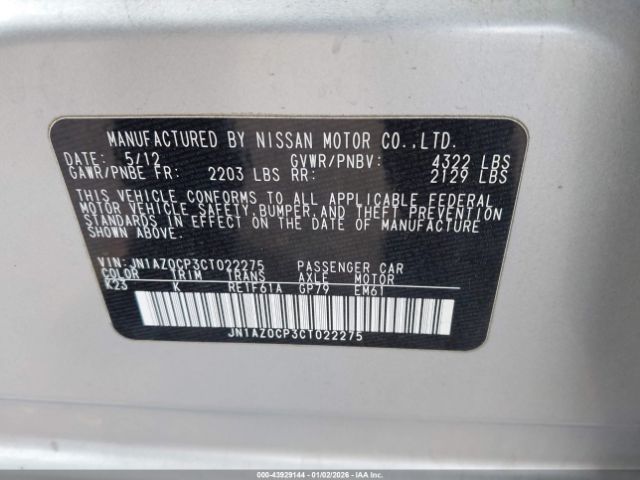 MANUFACTURED BY NISSAN MOTOR CO.,LTD.
DATE: 5/12 GVWR/PNBV: 4322 LBS
GAWR/PNBE FR: 2203 LBS RR: 2129 LBS
THIS VEHICLE CONFORMS TO ALL APPLICABLE FEDERAL
MOTOR VEHICLE SAFETY,BUMPER,AND THEFT PREVENTION
STANDARDS IN EFFECT ON THE DATE OF MANUFACTURE
SHOWN ABOVE.
VIN: JN1AZ0CP3CT022275 PASSENGER CAR
COLOR TRIM TRANS AXLE MOTOR
K23 K RE1F61A GP79 EM61
JN1AZ0CP3CT022275
000-43929144 - 01/02/2026 - IAAI.CA